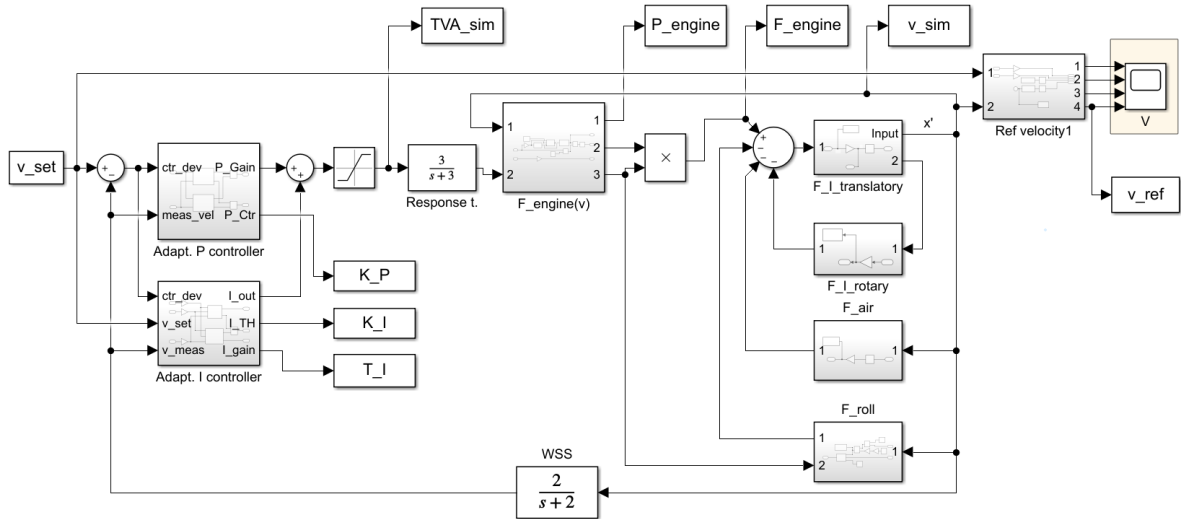 TVA_sim
P_engine
F_engine
v_sim
v_set
+
−
ctr_dev
P_Gain
meas_vel
P_Ctr
Adapt. P controller
+
+
3
s+3
Response t.
1
2
1
2
3
F_engine(v)
×
+
−
−
−
1
Input
2
F_I_translatory
x'
1
2
1
2
3
4
Ref velocity1
V
v_ref
K_P
ctr_dev
I_out
v_set
I_TH
v_meas
I_gain
Adapt. I controller
K_I
T_I
1
1
F_I_rotary
F_air
1
1
F_roll
1
2
1
WSS
2
s+2